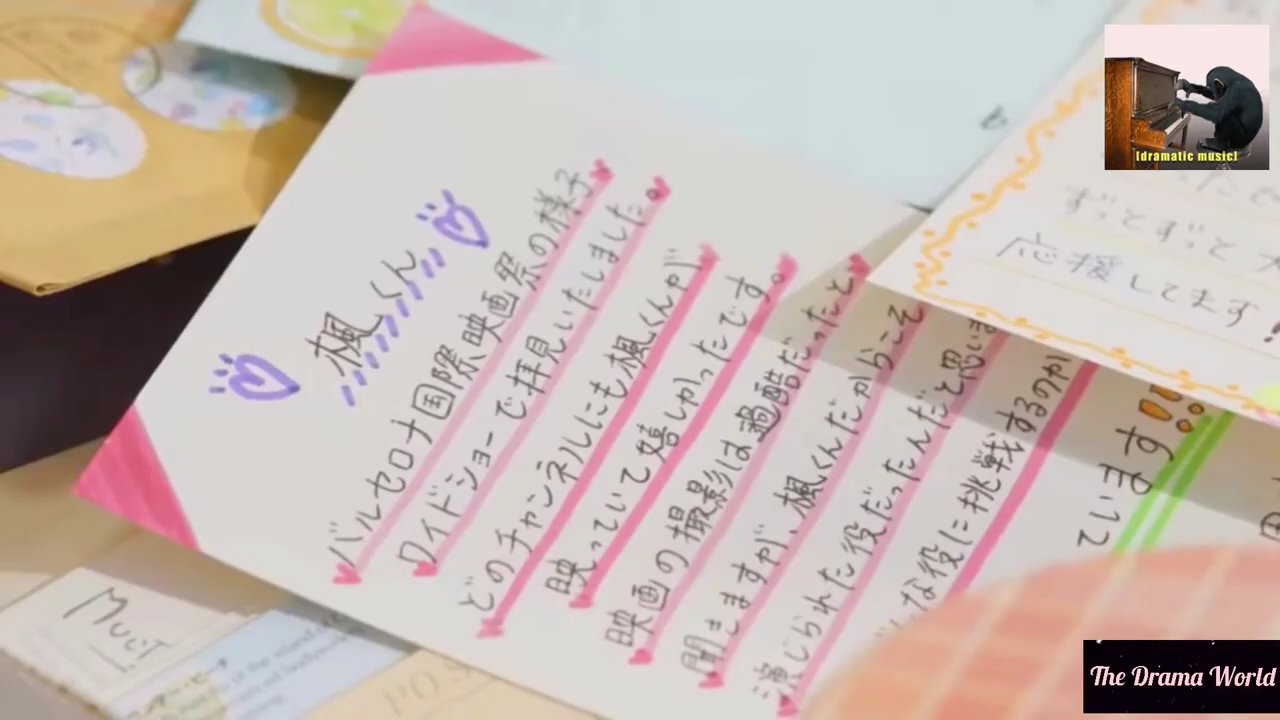 楓くん
バルセロナ国際映画祭の様子
ワイドショーで拝見いたしました。
どのチャンネルにも楓くんが
映っていて嬉しかったです。
映画の撮影は過酷だったと
聞きますが、楓くんだからこそ
演じられた役だったんだと思いま
な役に挑戦するのか
ています!!
ずっとずっと
応援してます!
[dramatic music]
The Drama World